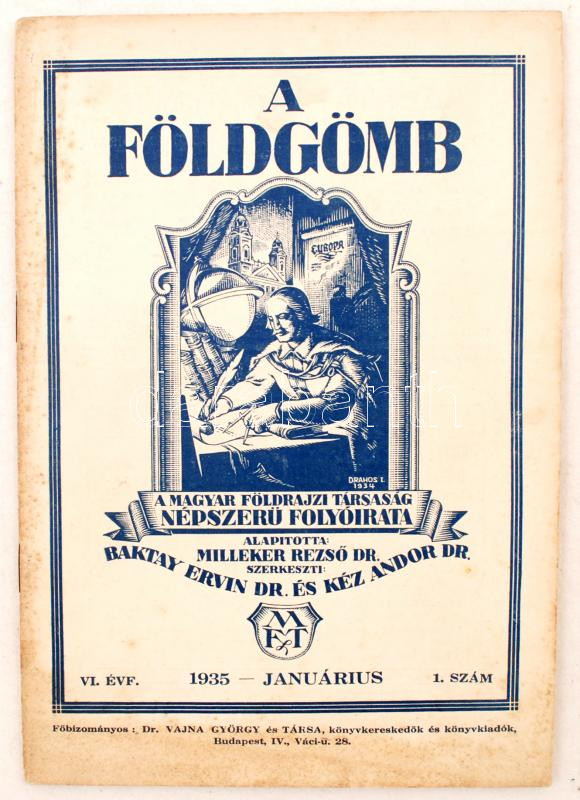 A
FÖLDGÖMB
EUROPA
DRAHOS I.
1934
A MAGYAR FÖLDRAJZI TÁRSASÁG
NÉPSZERŰ FOLYÓIRATA
ALAPITOTTA:
MILLEKER REZSŐ DR.
SZERKESZTI:
BAKTAY ERVIN DR. ÉS KÉZ ANDOR DR.
M
F T
VI. ÉVF. 1935 — JANUÁRIUS 1. SZÁM
Főbizományos : Dr. VAJNA GYÖRGY és TÁRSA, könyvkereskedők és könyvkiadók,
Budapest, IV., Váci-u. 28.
darabanth